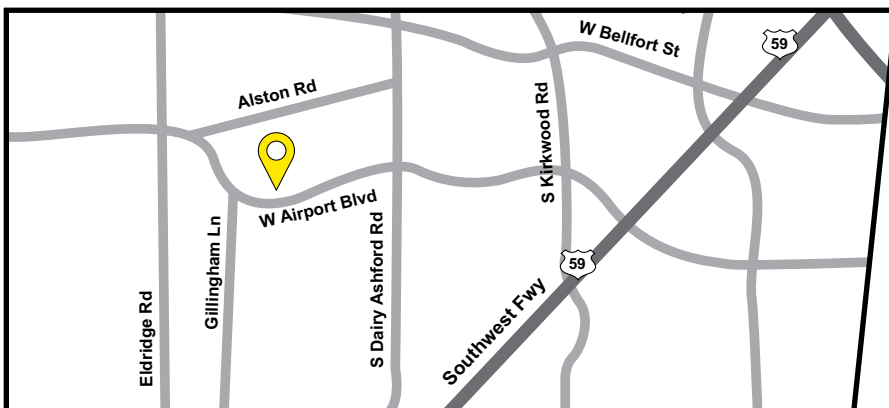 W Bellfort St
59
Alston Rd
S Kirkwood Rd
W Airport Blvd
Gillingham Ln
S Dairy Ashford Rd
59
Eldridge Rd
Southwest Fwy